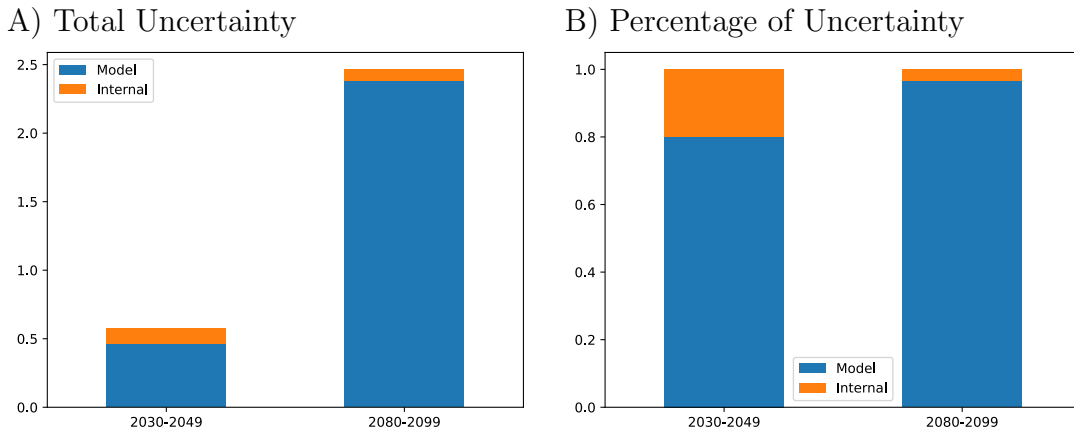 A) Total Uncertainty
2.5
2.0
1.5
1.0
0.5
0.0
Model
Internal
2030-2049
2080-2099
B) Percentage of Uncertainty
1.0
0.8
0.6
0.4
0.2
0.0
Model
Internal
2030-2049
2080-2099